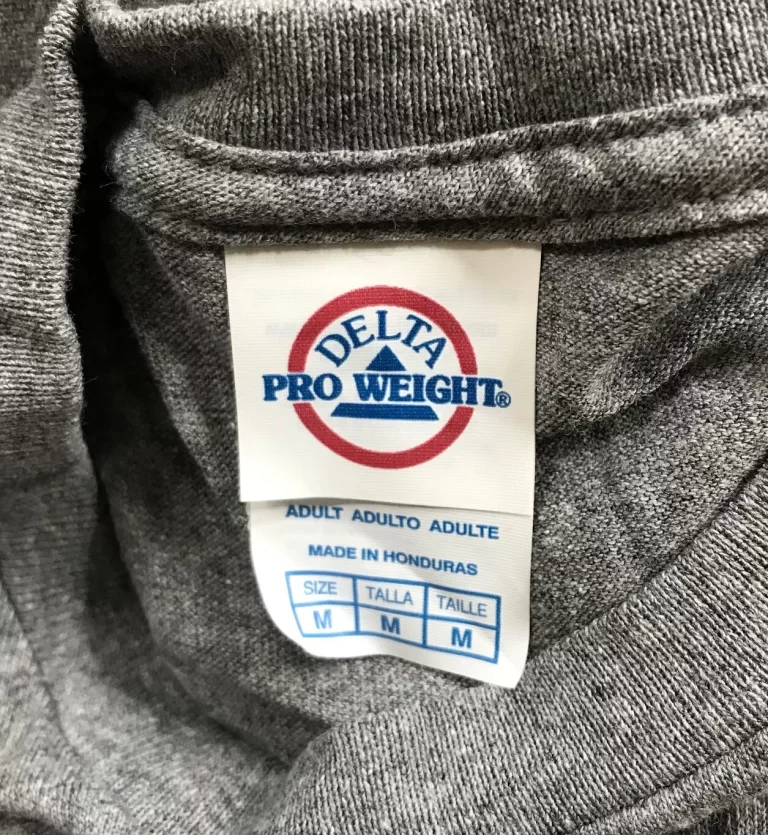 DELTA
PRO WEIGHT®
ADULT ADULTO ADULTE
MADE IN HONDURAS
SIZE TALLA TAILLE
M M M